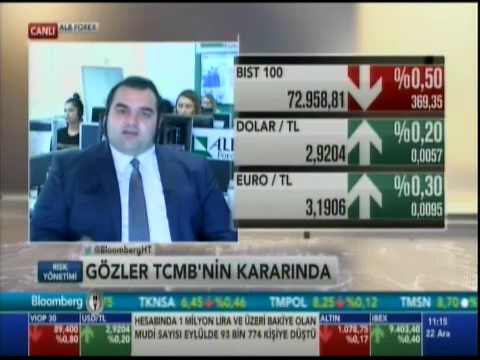 CANLI ALB FOREX
BIST 100
72.958,81
%0,50
369,35
DOLAR / TL
2,9204
%0,20
0,0057
EURO / TL
3,1906
%0,30
0,0095
@BloombergHT
RİSK YÖNETİMİ
GÖZLER TCMB'NİN KARARINDA
Bloomberg TKNSA 6,45 %0,46 TMPOL 8,25 %0,12 TMSN 8,70
VIOP 30 USD/TL
89,400 2,9204
%0.80 %0.20
HESABINDA 1 MİLYON LİRA VE ÜZERİ BAKİYE OLAN
MUDİ SAYISI EYLÜLDE 93 BİN 774 KİŞİYE DÜŞTÜ
ALTIN IBEX
1.078,75 9.403,40
%0.17 %0.40
11:15
22 Ara